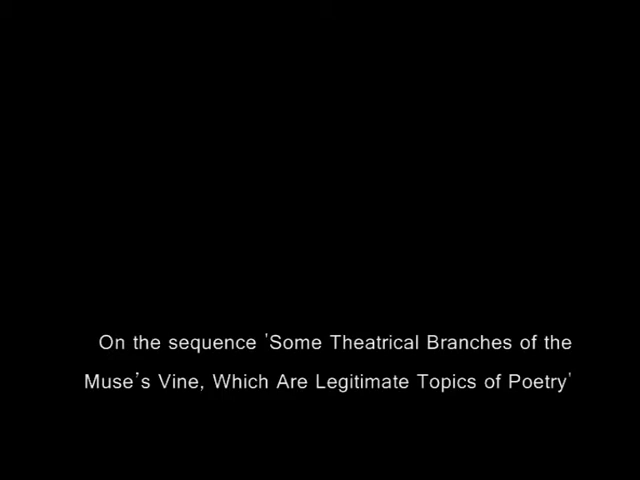 On the sequence 'Some Theatrical Branches of the
Muse’s Vine, Which Are Legitimate Topics of Poetry'